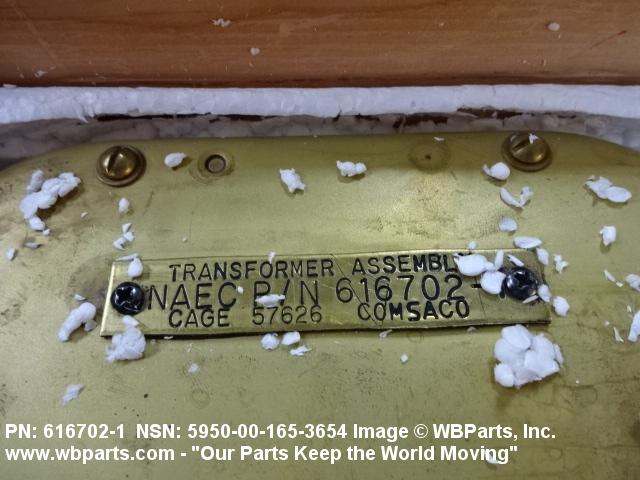 TRANSFORMER ASSEMBLY
NAEC P/N 616702-
CAGE 57626 COMSACO
PN: 616702-1 NSN: 5950-00-165-3654 Image © WBParts, Inc.
www.wbparts.com - "Our Parts Keep the World Moving"